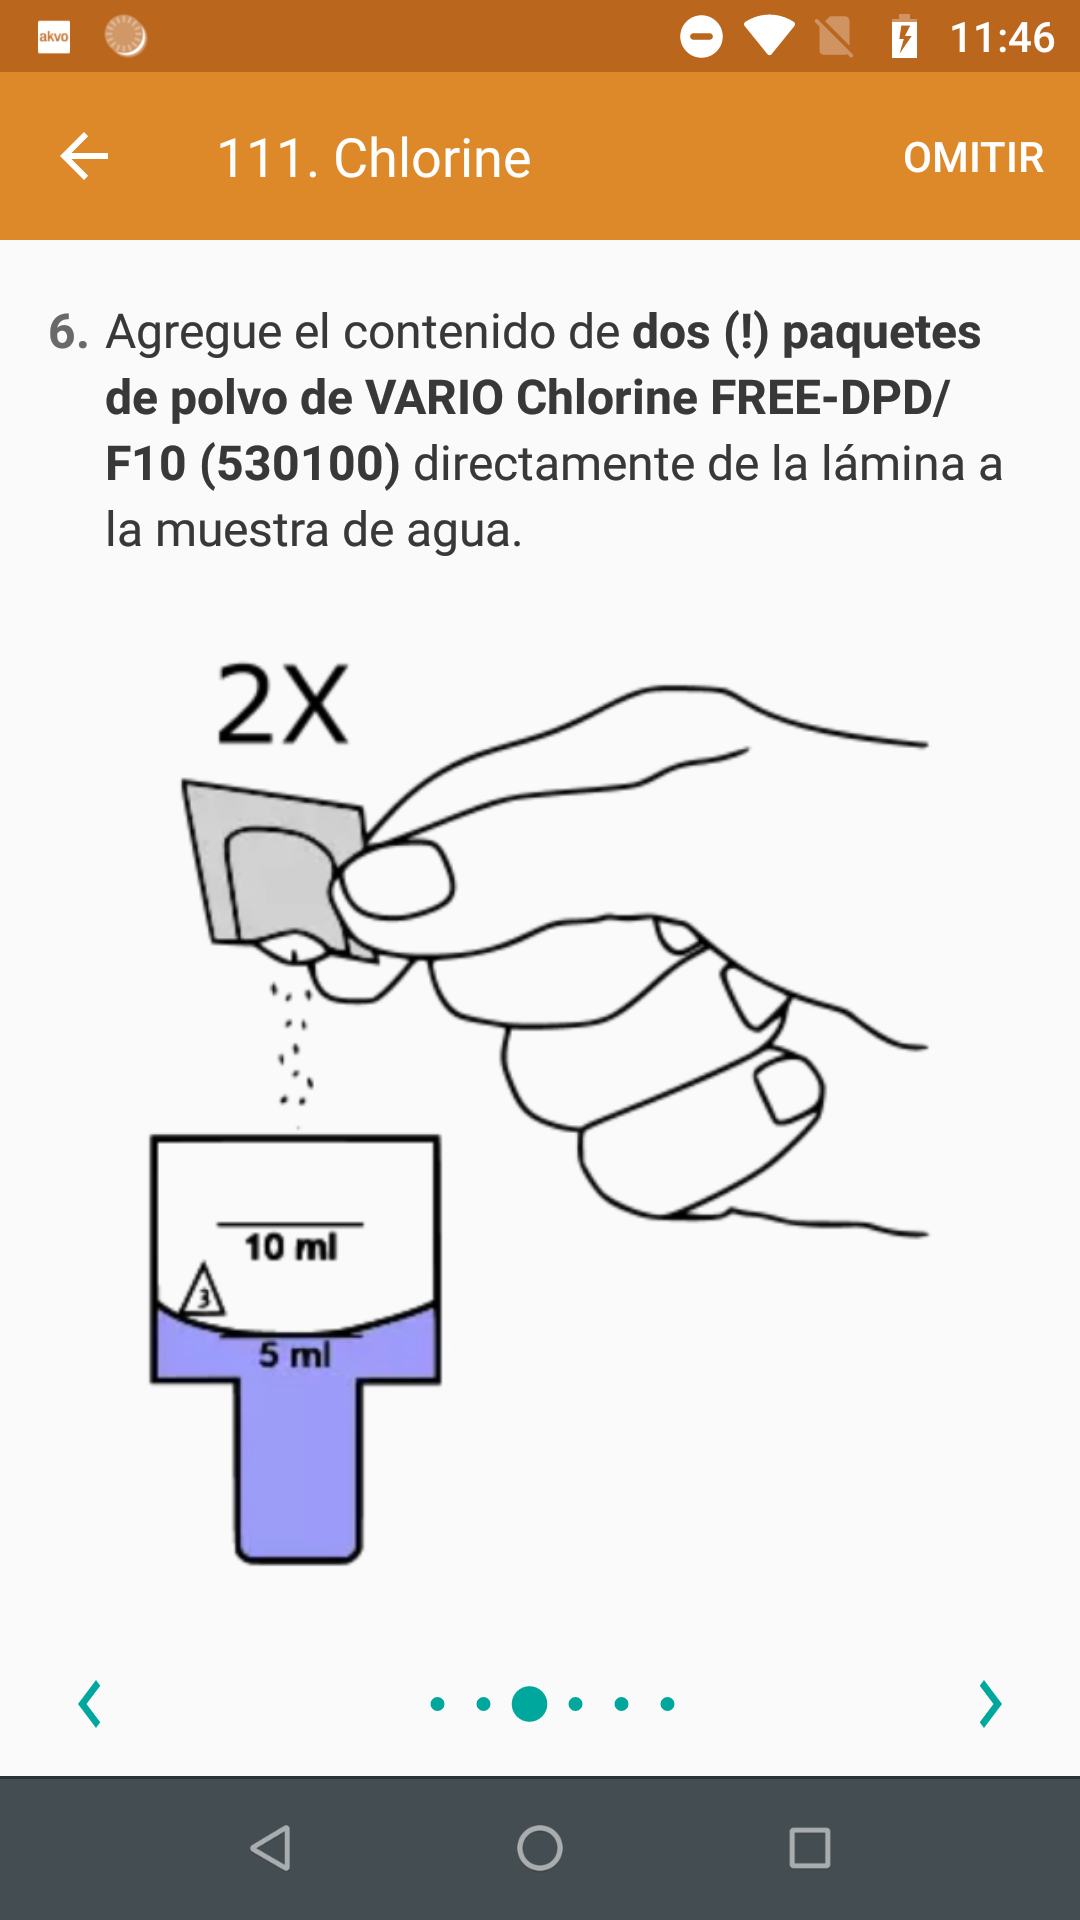 akvo
11:46
111. Chlorine
OMITIR
6. Agregue el contenido de dos (!) paquetes
de polvo de VARIO Chlorine FREE-DPD/
F10 (530100) directamente de la lámina a
la muestra de agua.
2X
10 ml
3
5 ml